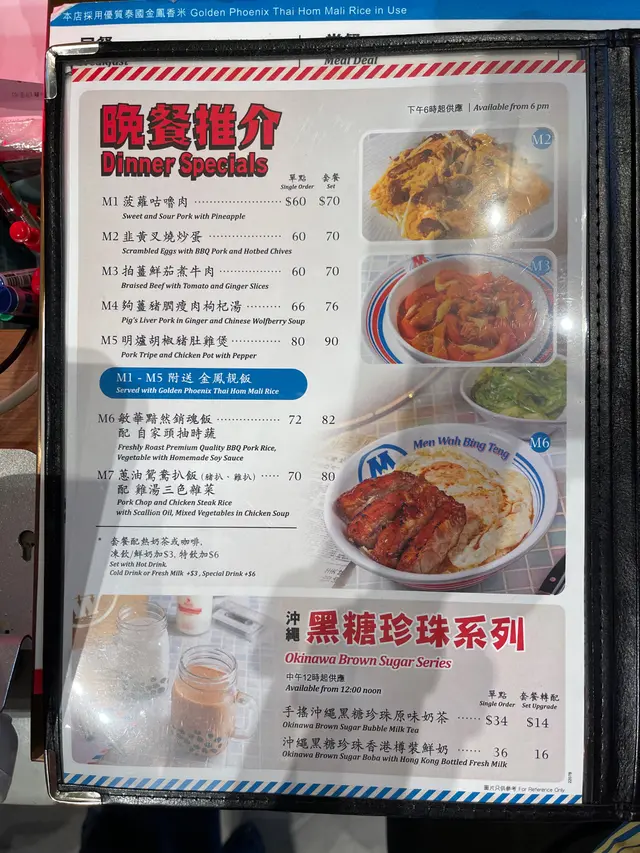 本店採用優質泰國金鳳香米 Golden Phoenix Thai Hom Mali Rice in Use
Breakfast
Meal Deal
晚餐推介
Dinner Specials
下午6時起供應 | Available from 6 pm
單點 套餐
Single Order Set
M1 菠蘿咕嚕肉 $60 $70
Sweet and Sour Pork with Pineapple
M2 韭黃叉燒炒蛋 60 70
Scrambled Eggs with BBQ Pork and Hotbed Chives
M3 拍薑鮮茄煮牛肉 60 70
Braised Beef with Tomato and Ginger Slices
M4 夠薑豬膶瘦肉枸杞湯 66 76
Pig's Liver Pork in Ginger and Chinese Wolfberry Soup
M5 明爐胡椒豬肚雞煲 80 90
Pork Tripe and Chicken Pot with Pepper
M1 - M5 附送 金鳳靚飯
Served with Golden Phoenix Thai Hom Mali Rice
M6 敏華黯然銷魂飯 72 82
配 自家頭抽時蔬
Freshly Roast Premium Quality BBQ Pork Rice,
Vegetable with Homemade Soy Sauce
M7 蔥油鴛鴦扒飯 (豬扒、雞扒) 70 80
配 雞湯三色雜菜
Pork Chop and Chicken Steak Rice
with Scallion Oil, Mixed Vegetables in Chicken Soup
* 套餐配熱奶茶或咖啡.
凍飲/鮮奶加$3, 特飲加$6
Set with Hot Drink.
Cold Drink or Fresh Milk +$3 , Special Drink +$6
M2
M3
M6
Men Wah Bing Teng
M
沖繩 黑糖珍珠系列
Okinawa Brown Sugar Series
中午12時起供應
Available from 12:00 noon
單點 套餐轉配
Single Order Set Upgrade
手搖沖繩黑糖珍珠原味奶茶 $34 $14
Okinawa Brown Sugar Bubble Milk Tea
沖繩黑糖珍珠香港樽裝鮮奶 36 16
Okinawa Brown Sugar Boba with Hong Kong Bottled Fresh Milk
圖片只供參考 For Reference Only